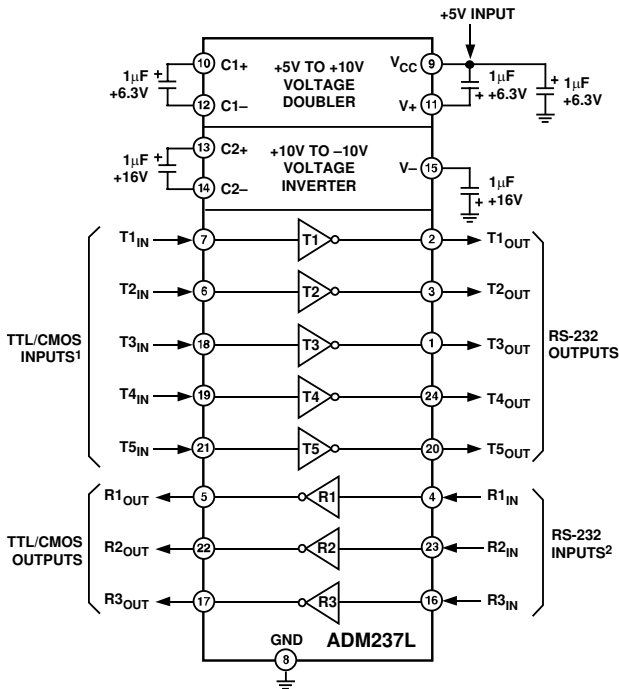 +5V INPUT
10 C1+ +5V TO +10V VOLTAGE DOUBLER VCC 9
1µF + +6.3V
12 C1– V+ 11
1µF + +6.3V
+ 1µF +6.3V
13 C2+ +10V TO –10V VOLTAGE INVERTER V– 15
1µF + +16V
14 C2–
1µF + +16V
T1IN 7 T1 2 T1OUT
T2IN 6 T2 3 T2OUT
TTL/CMOS INPUTS1
T3IN 18 T3 1 T3OUT
RS-232 OUTPUTS
T4IN 19 T4 24 T4OUT
T5IN 21 T5 20 T5OUT
R1OUT 5 R1 4 R1IN
TTL/CMOS OUTPUTS
R2OUT 22 R2 23 R2IN
RS-232 INPUTS2
R3OUT 17 R3 16 R3IN
GND ADM237L
8